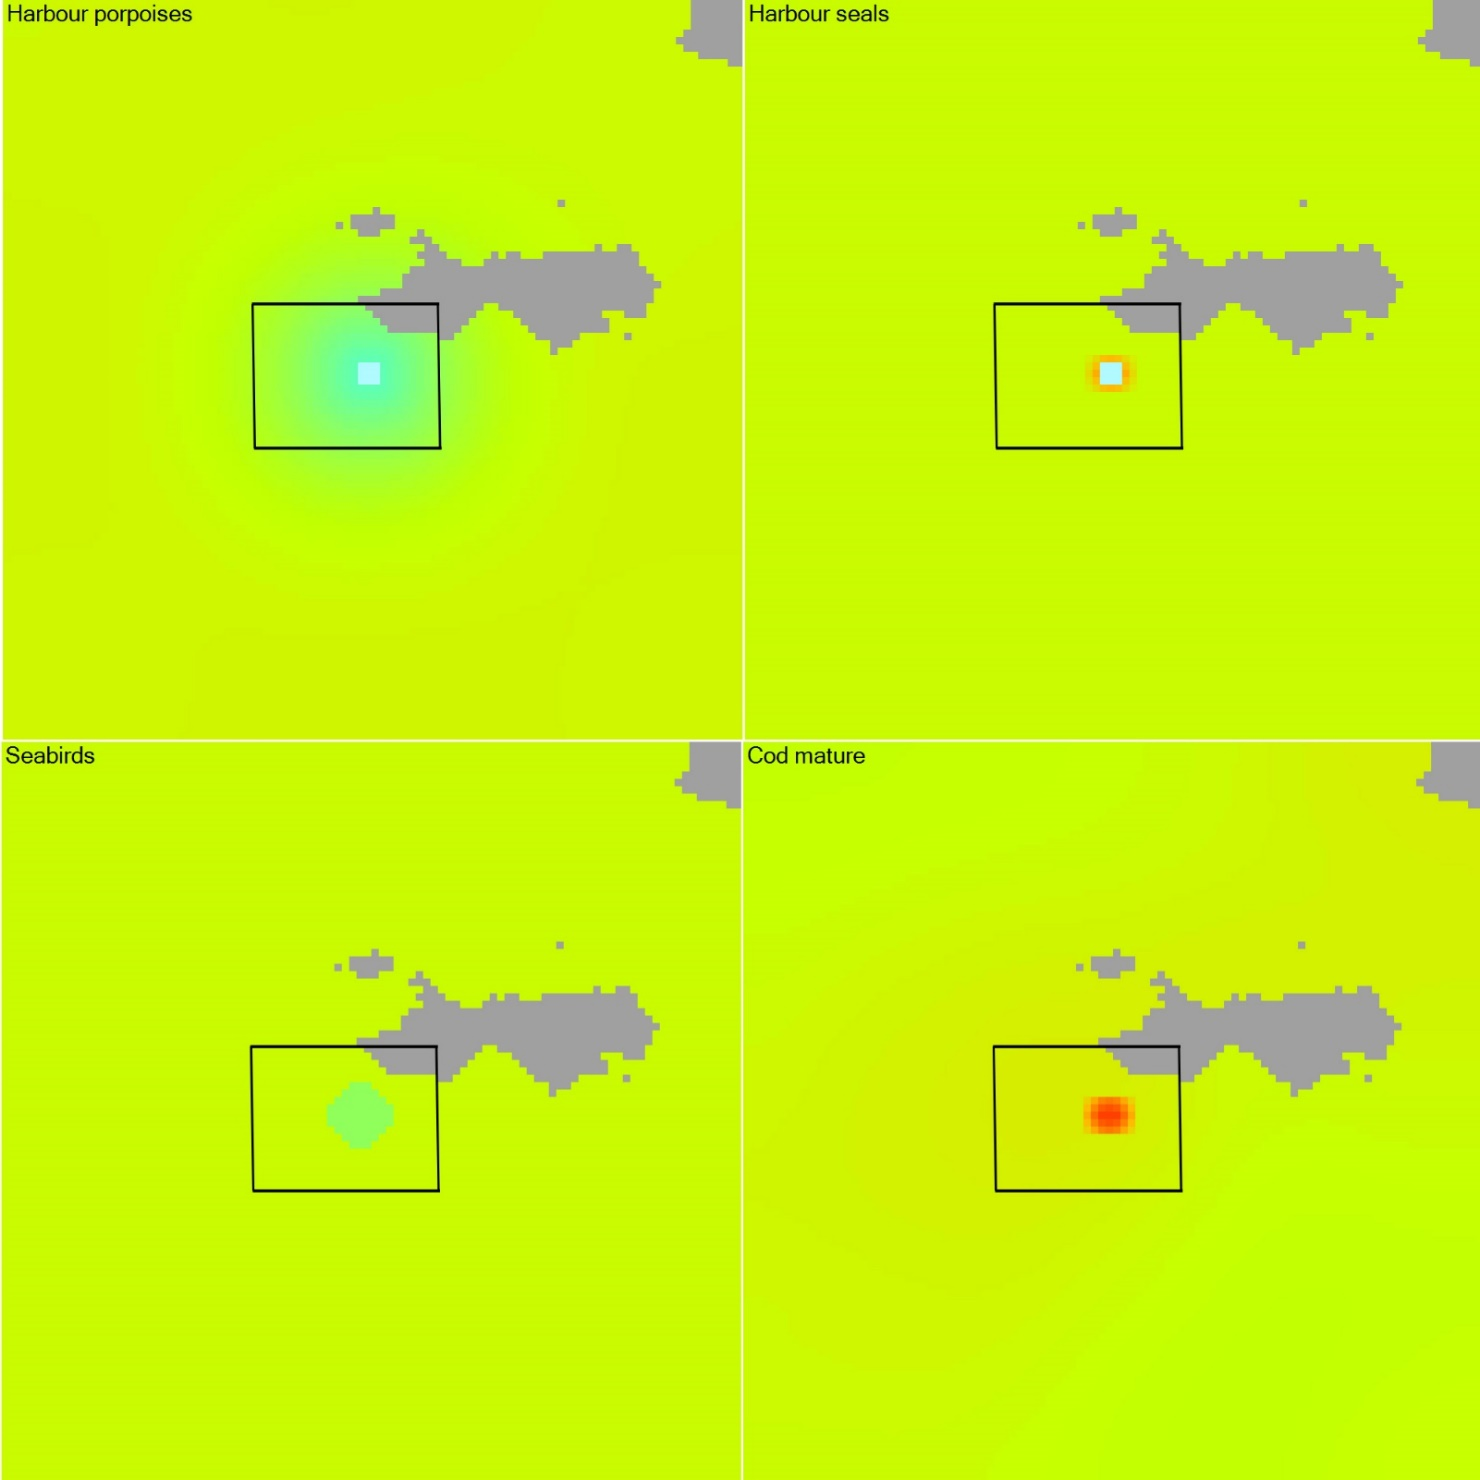 Harbour porpoises
Harbour seals
Seabirds
Cod mature